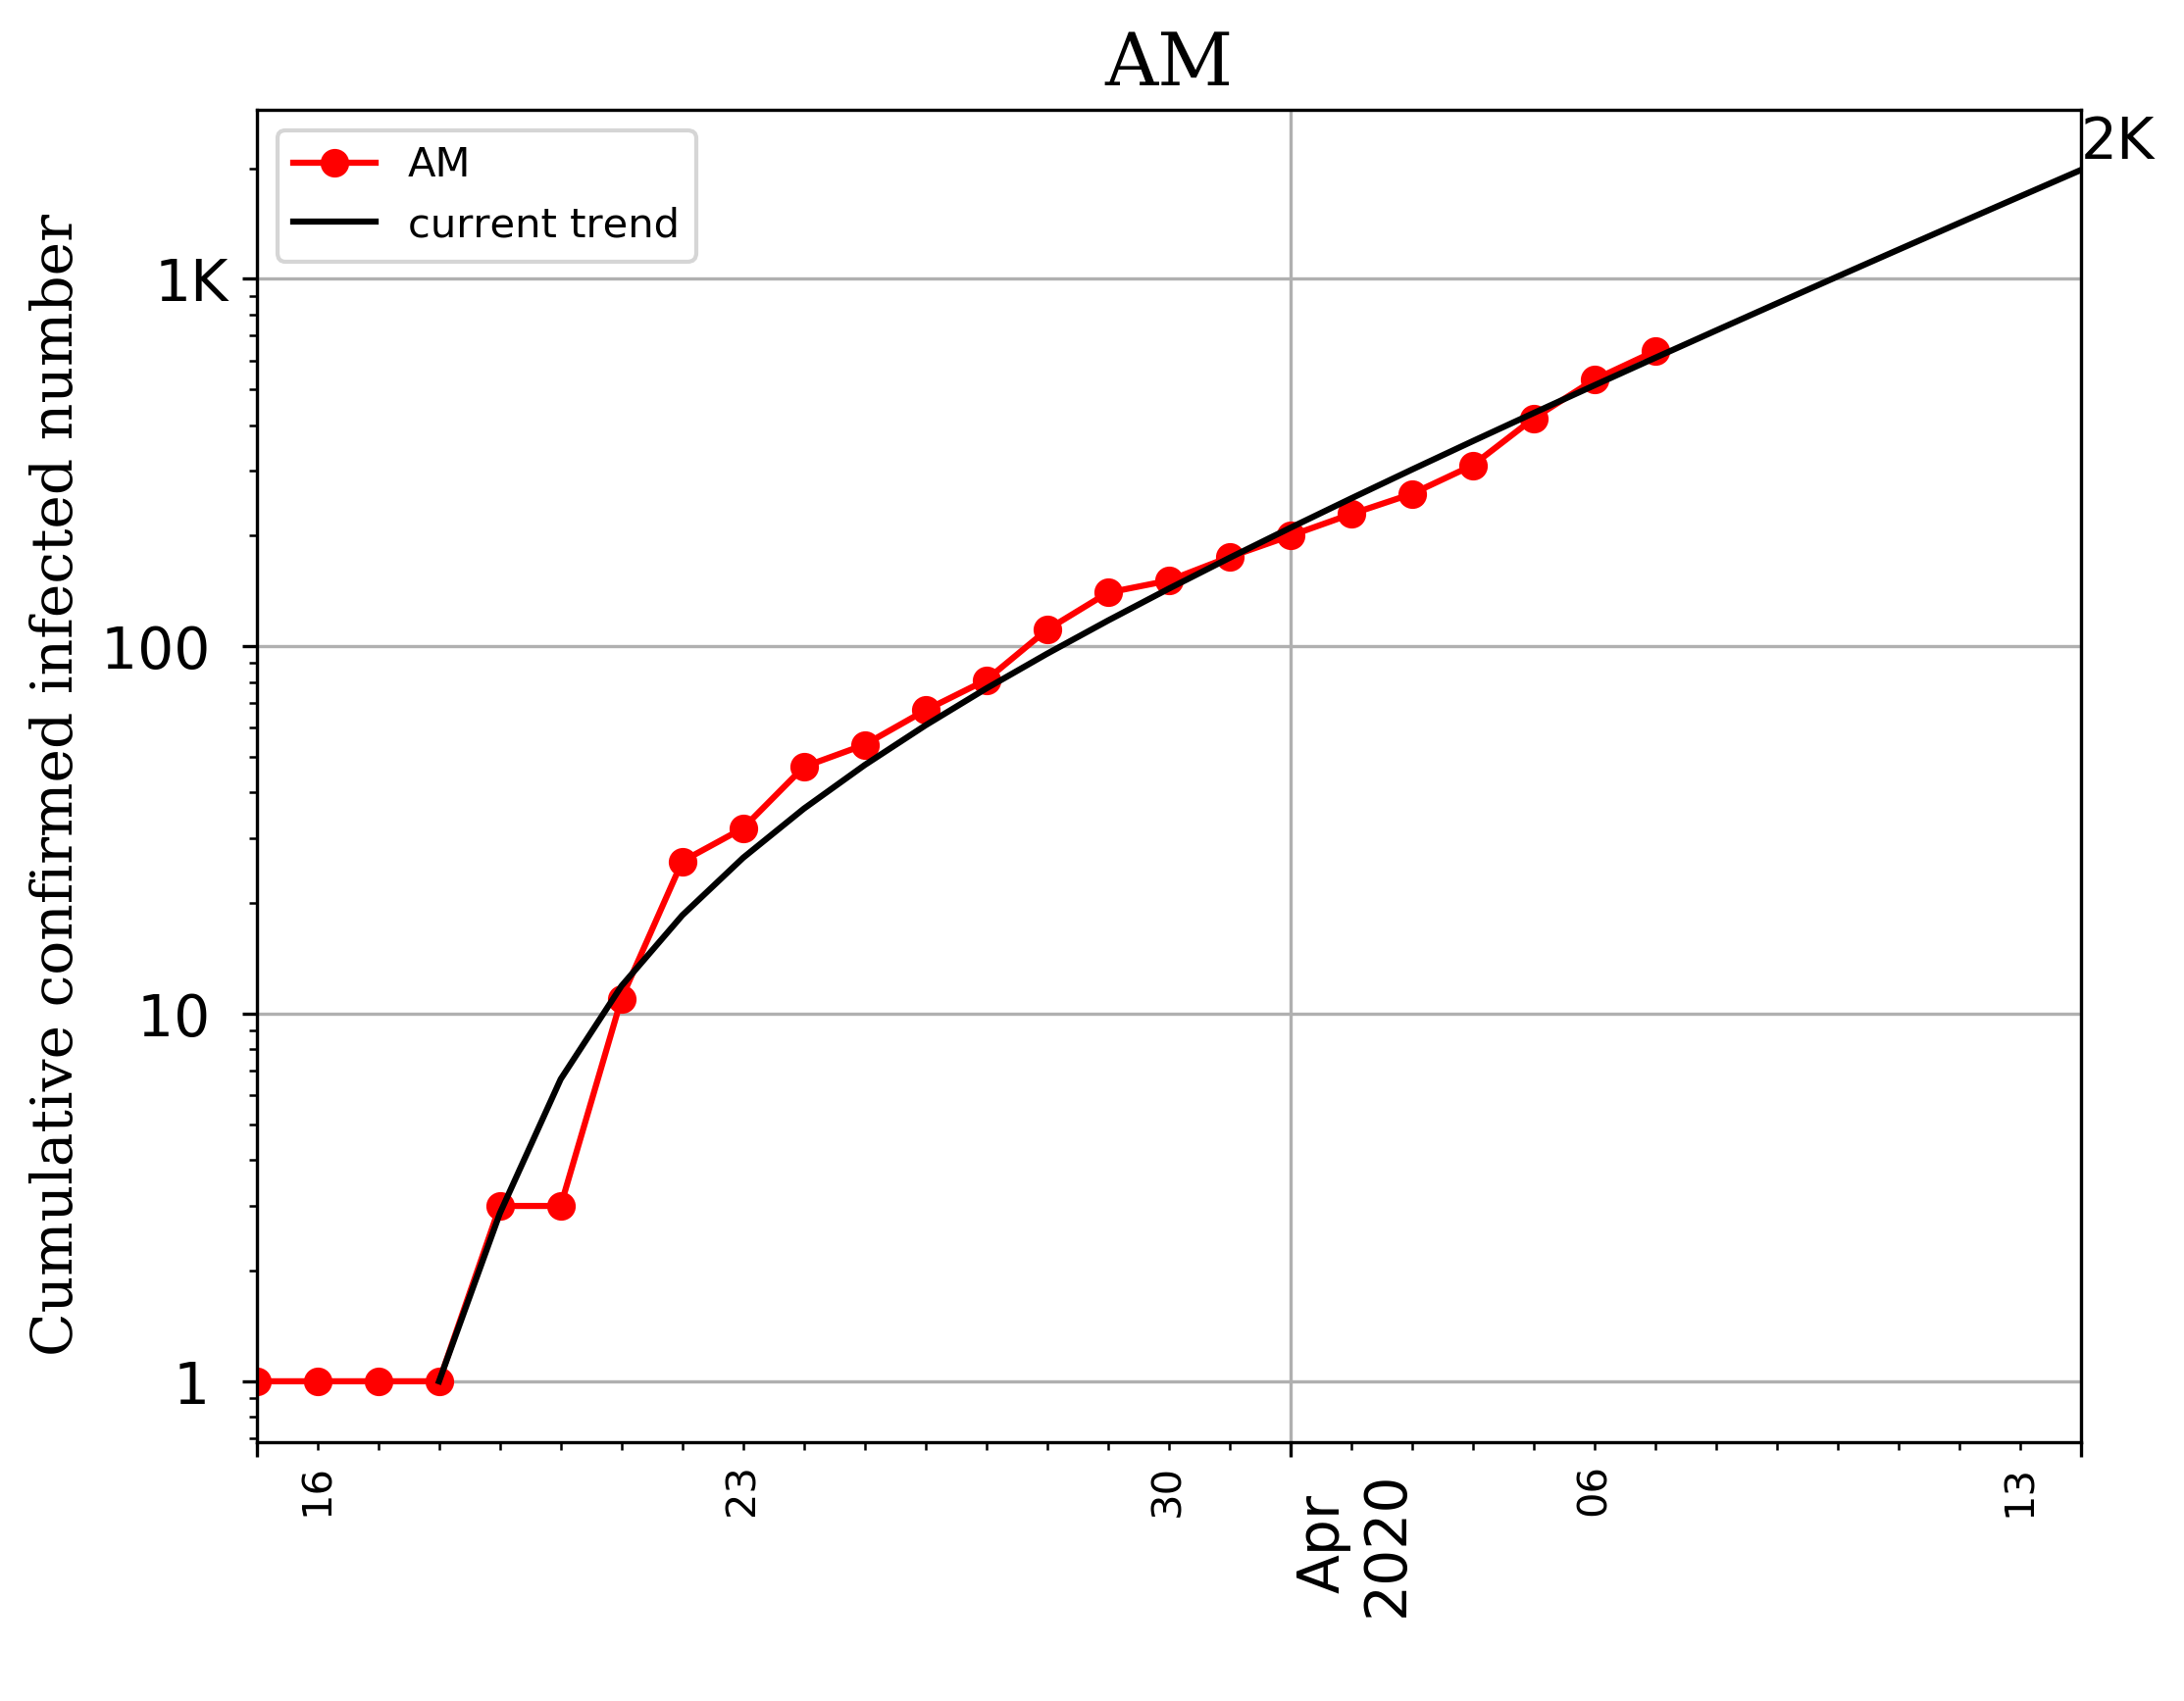 AM
2K
AM
current trend
1K
100
10
1
Cumulative confirmed infected number
16
23
30
06
13
Apr
2020